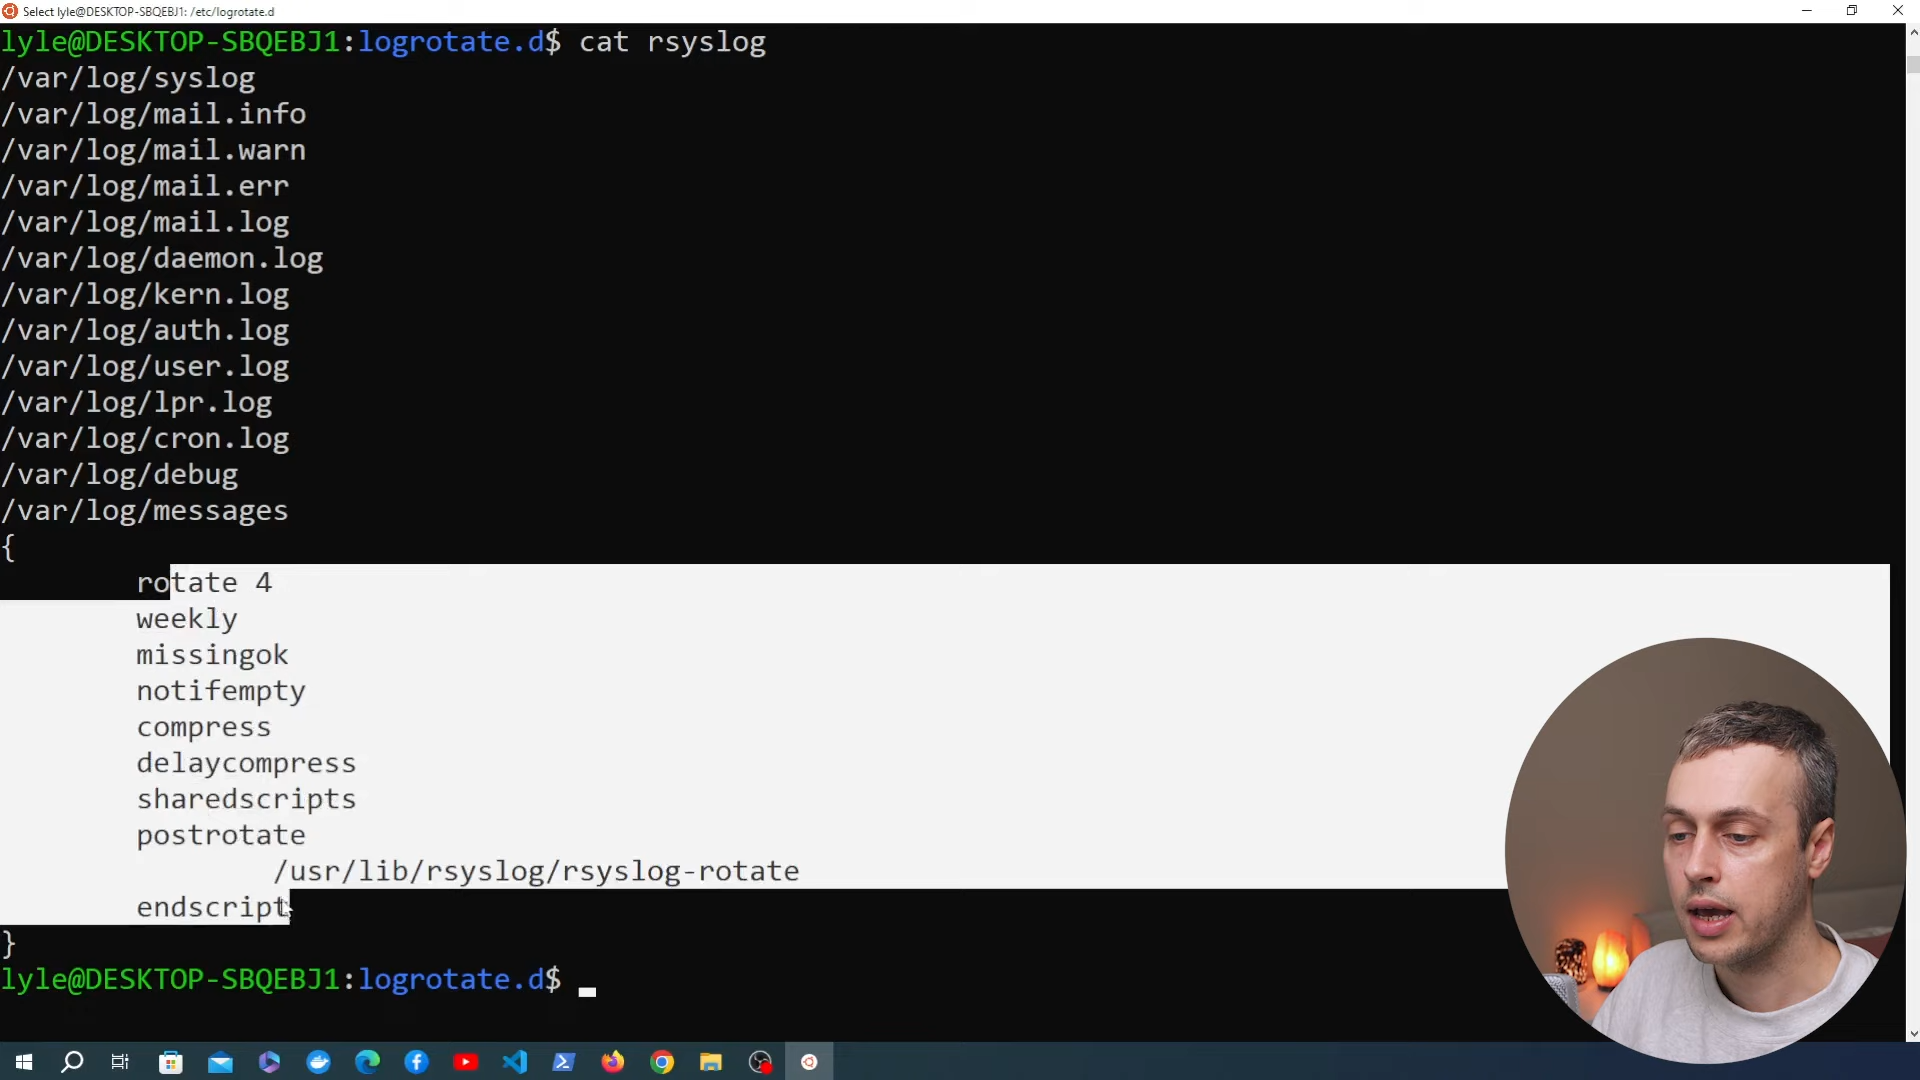 Select lyle@DESKTOP-SBQEBJ1: /etc/logrotate.d
lyle@DESKTOP-SBQEBJ1:logrotate.d$ cat rsyslog
/var/log/syslog
/var/log/mail.info
/var/log/mail.warn
/var/log/mail.err
/var/log/mail.log
/var/log/daemon.log
/var/log/kern.log
/var/log/auth.log
/var/log/user.log
/var/log/lpr.log
/var/log/cron.log
/var/log/debug
/var/log/messages
{
rotate 4
weekly
missingok
notifempty
compress
delaycompress
sharedscripts
postrotate
/usr/lib/rsyslog/rsyslog-rotate
endscript
}
lyle@DESKTOP-SBQEBJ1:logrotate.d$